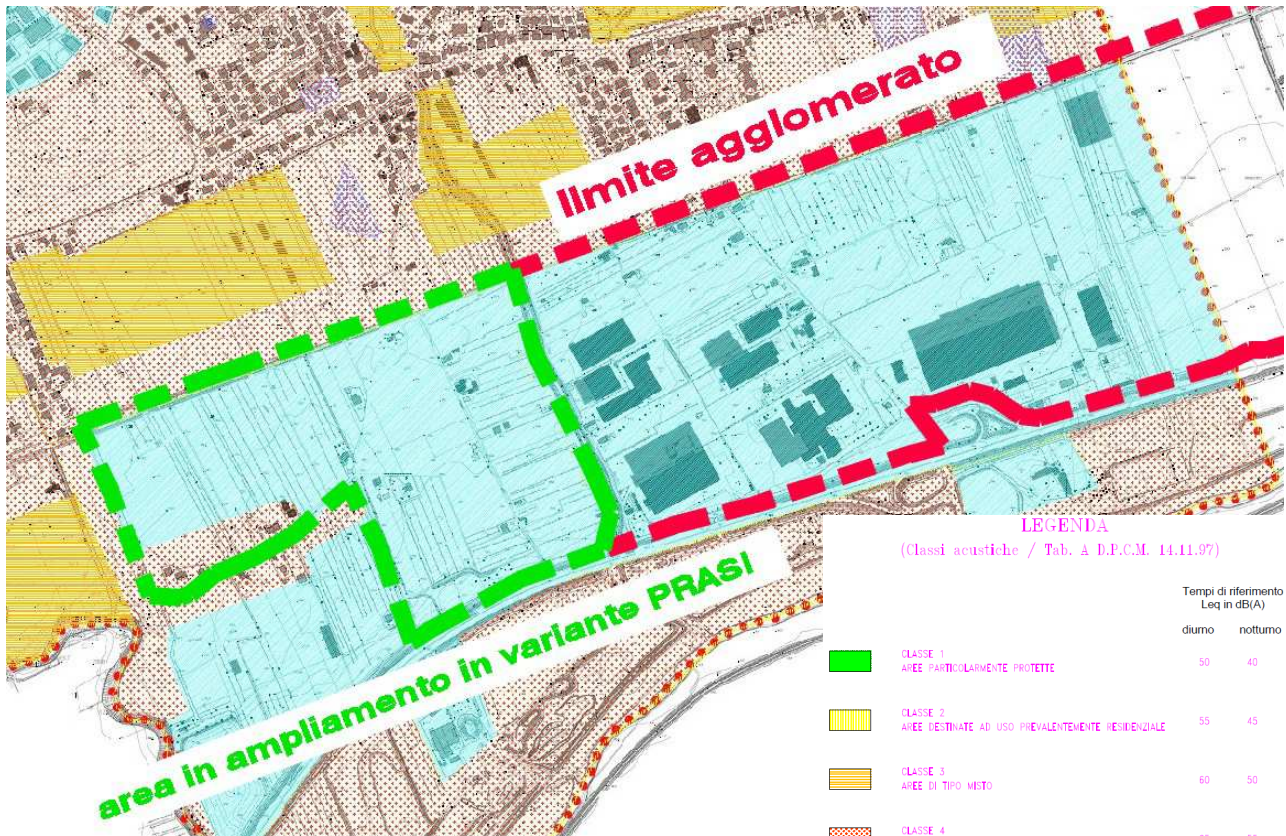 limite agglomerato
area in ampliamento in variante PRASI
LEGENDA
(Classi acustiche / Tab. A D.P.C.M. 14.11.97)
Tempi di riferimento
Leq in dB(A)
diurno notturno
CLASSE 1
AREE PARTICOLARMENTE PROTETTE 50 40
CLASSE 2
AREE DESTINATE AD USO PREVALENTEMENTE RESIDENZIALE 55 45
CLASSE 3
AREE DI TIPO MISTO 60 50
CLASSE 4